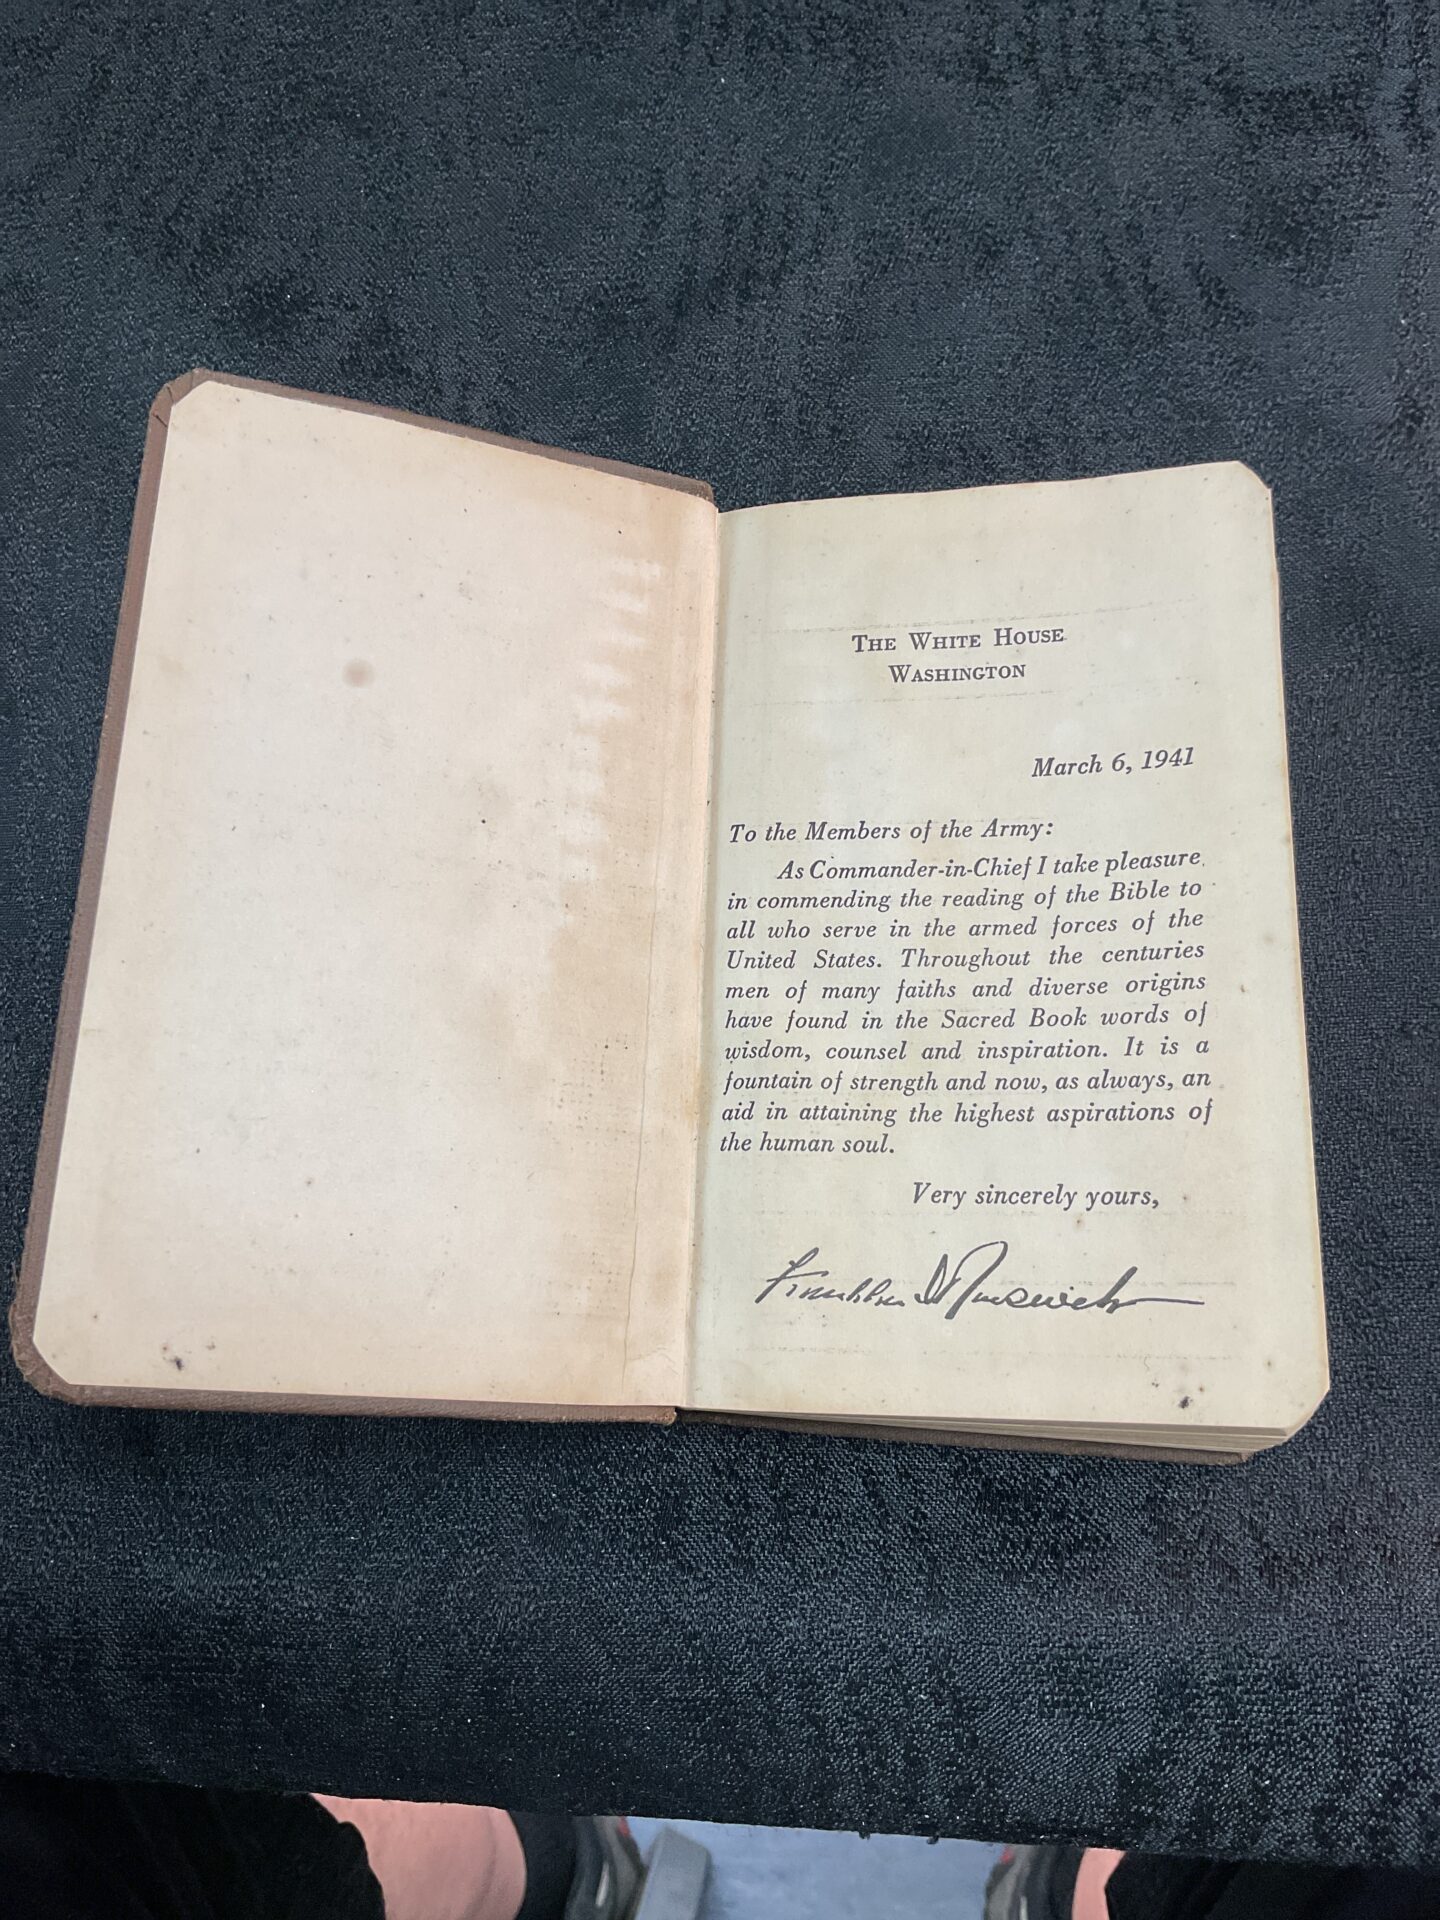 The White House
Washington
March 6, 1941
To the Members of the Army:
As Commander-in-Chief I take pleasure
in commending the reading of the Bible to
all who serve in the armed forces of the
United States. Throughout the centuries
men of many faiths and diverse origins
have found in the Sacred Book words of
wisdom, counsel and inspiration. It is a
fountain of strength and now, as always, an
aid in attaining the highest aspirations of
the human soul.
Very sincerely yours,
Franklin D Roosevelt